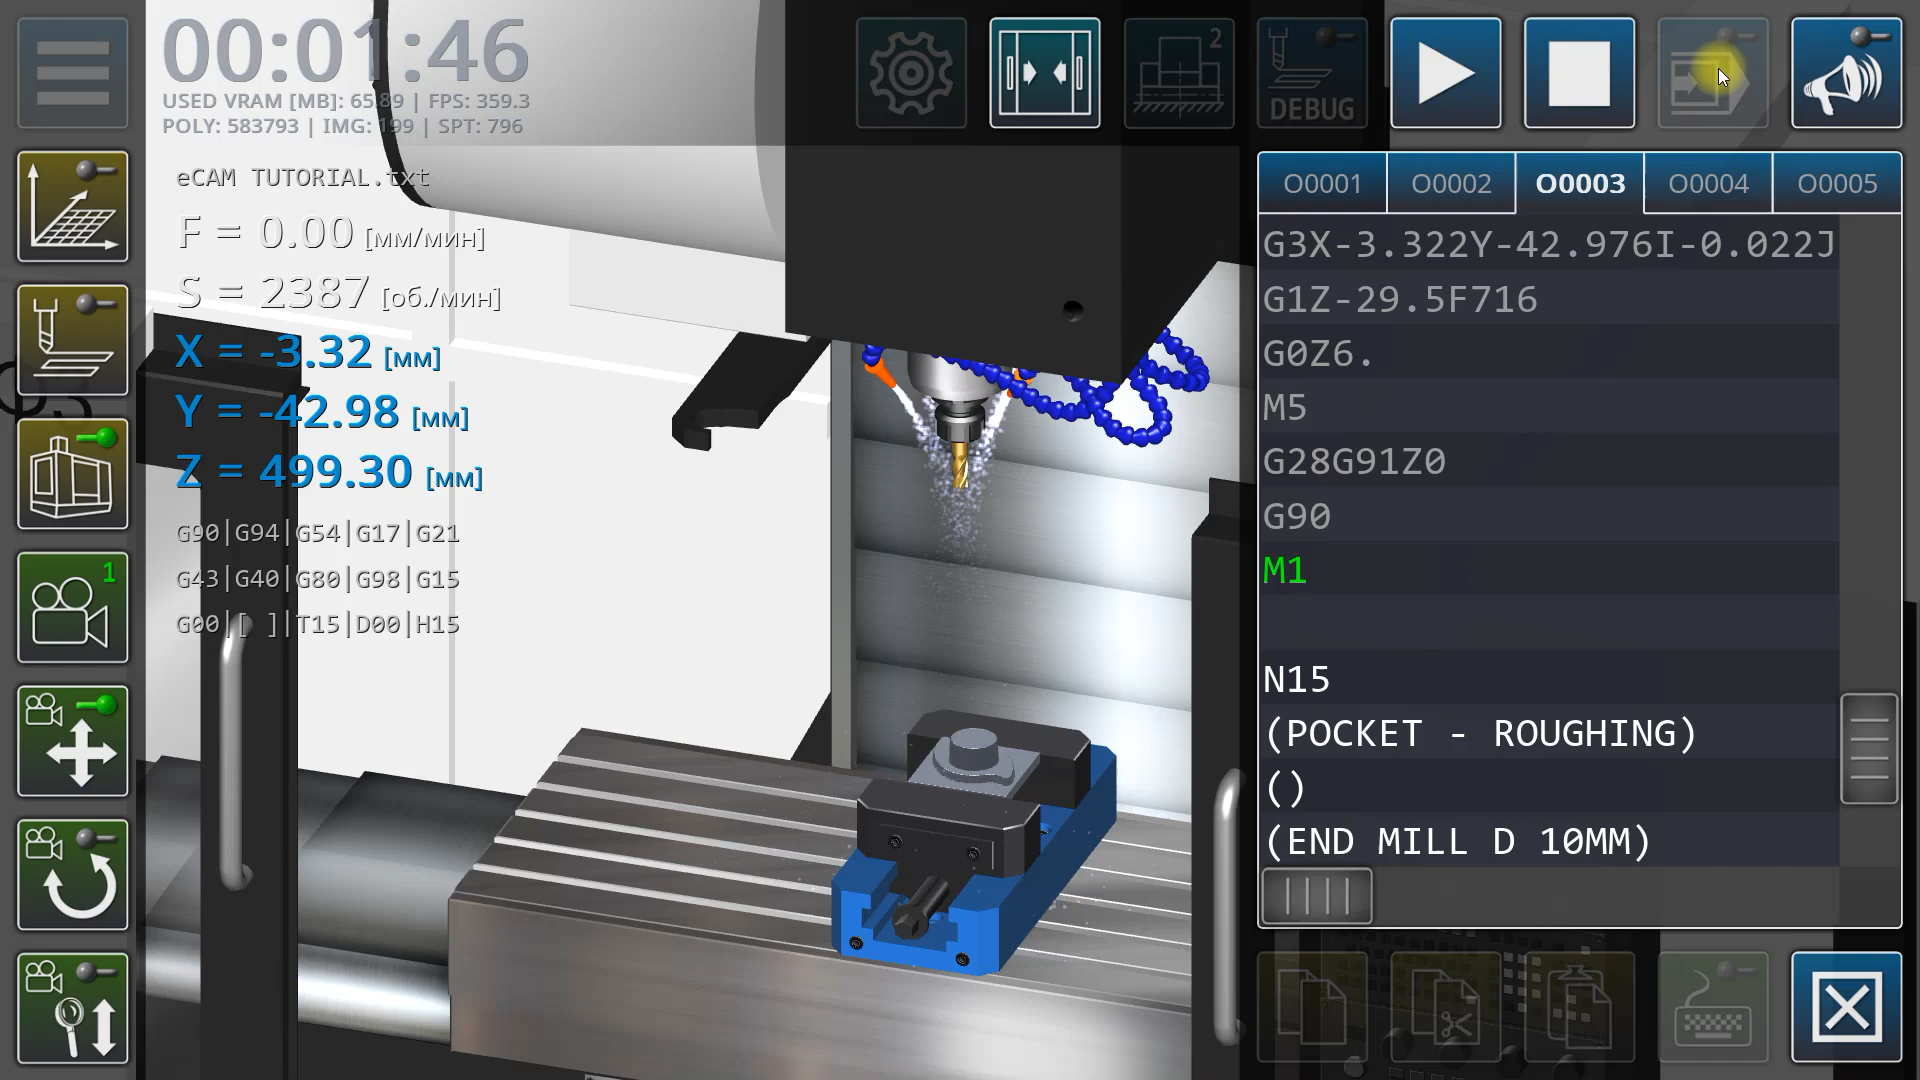 00:01:46
USED VRAM [MB]: 65.89 | FPS: 359.3
POLY: 583793 | IMG: 199 | SPT: 796
eCAM TUTORIAL.txt
F = 0.00 [мм/мин]
S = 2387 [об./мин]
X = -3.32 [мм]
Y = -42.98 [мм]
Z = 499.30 [мм]
G90|G94|G54|G17|G21
G43|G40|G80|G98|G15
G00|[ ]|T15|D00|H15
1
2
DEBUG
O0001 O0002 O0003 O0004 O0005
G3X-3.322Y-42.976I-0.022J
G1Z-29.5F716
G0Z6.
M5
G28G91Z0
G90
M1
N15
(POCKET - ROUGHING)
()
(END MILL D 10MM)